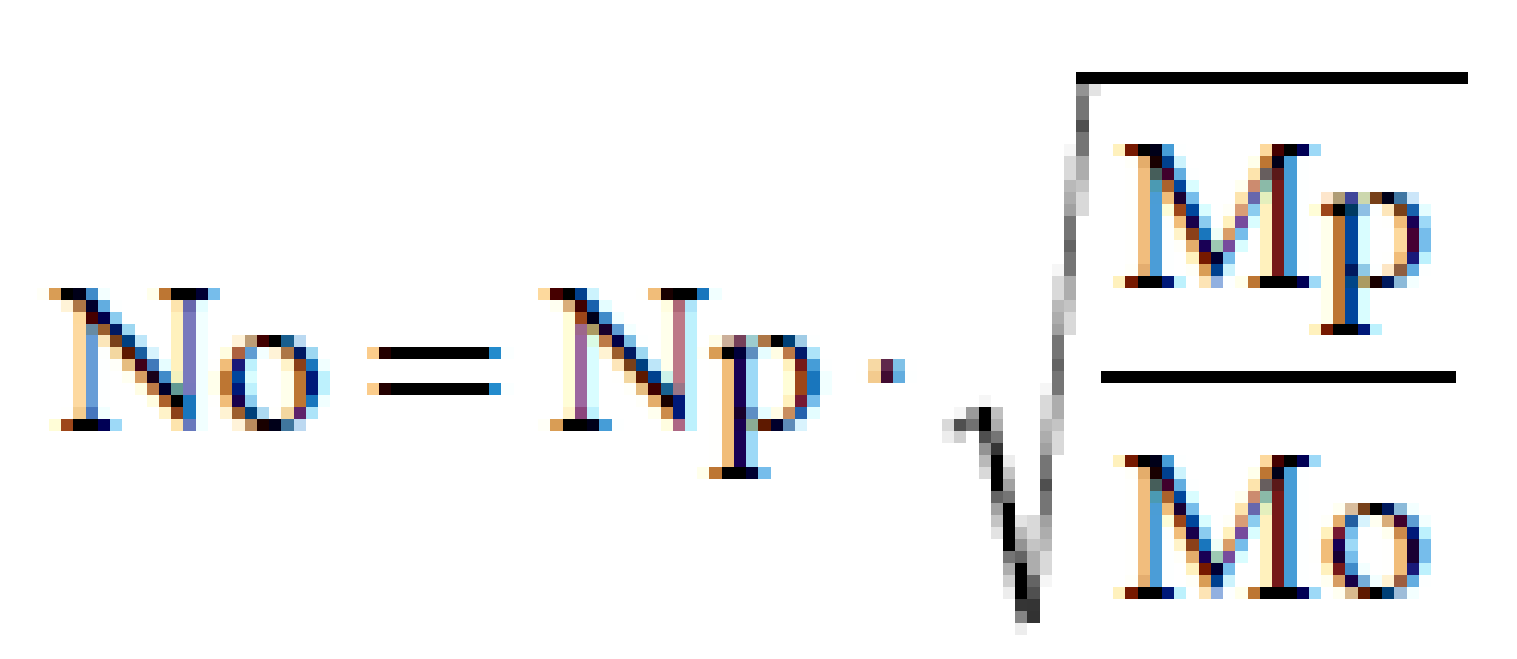 No = Np · √(Mp/Mo)